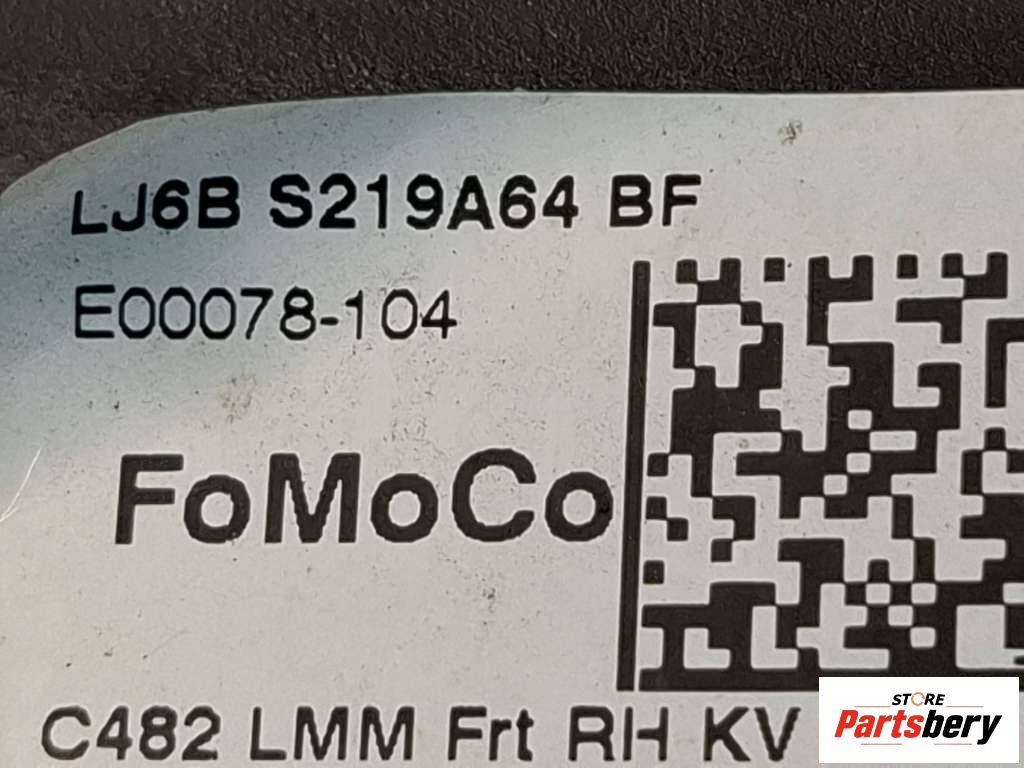 LJ6B S219A64 BF
E00078-104
FoMoCo
C482 LMM Frt RH KV
STORE
Partsbery